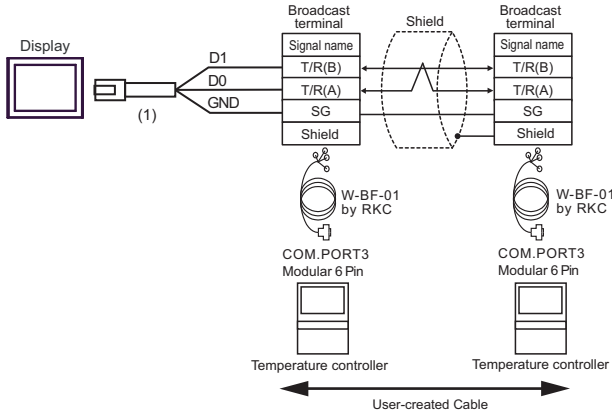 Display
(1)
D1
D0
GND
Broadcast
terminal
Signal name
T/R(B)
T/R(A)
SG
Shield
Shield
Broadcast
terminal
Signal name
T/R(B)
T/R(A)
SG
Shield
W-BF-01
by RKC
W-BF-01
by RKC
COM.PORT3
Modular 6 Pin
COM.PORT3
Modular 6 Pin
Temperature controller
Temperature controller
User-created Cable